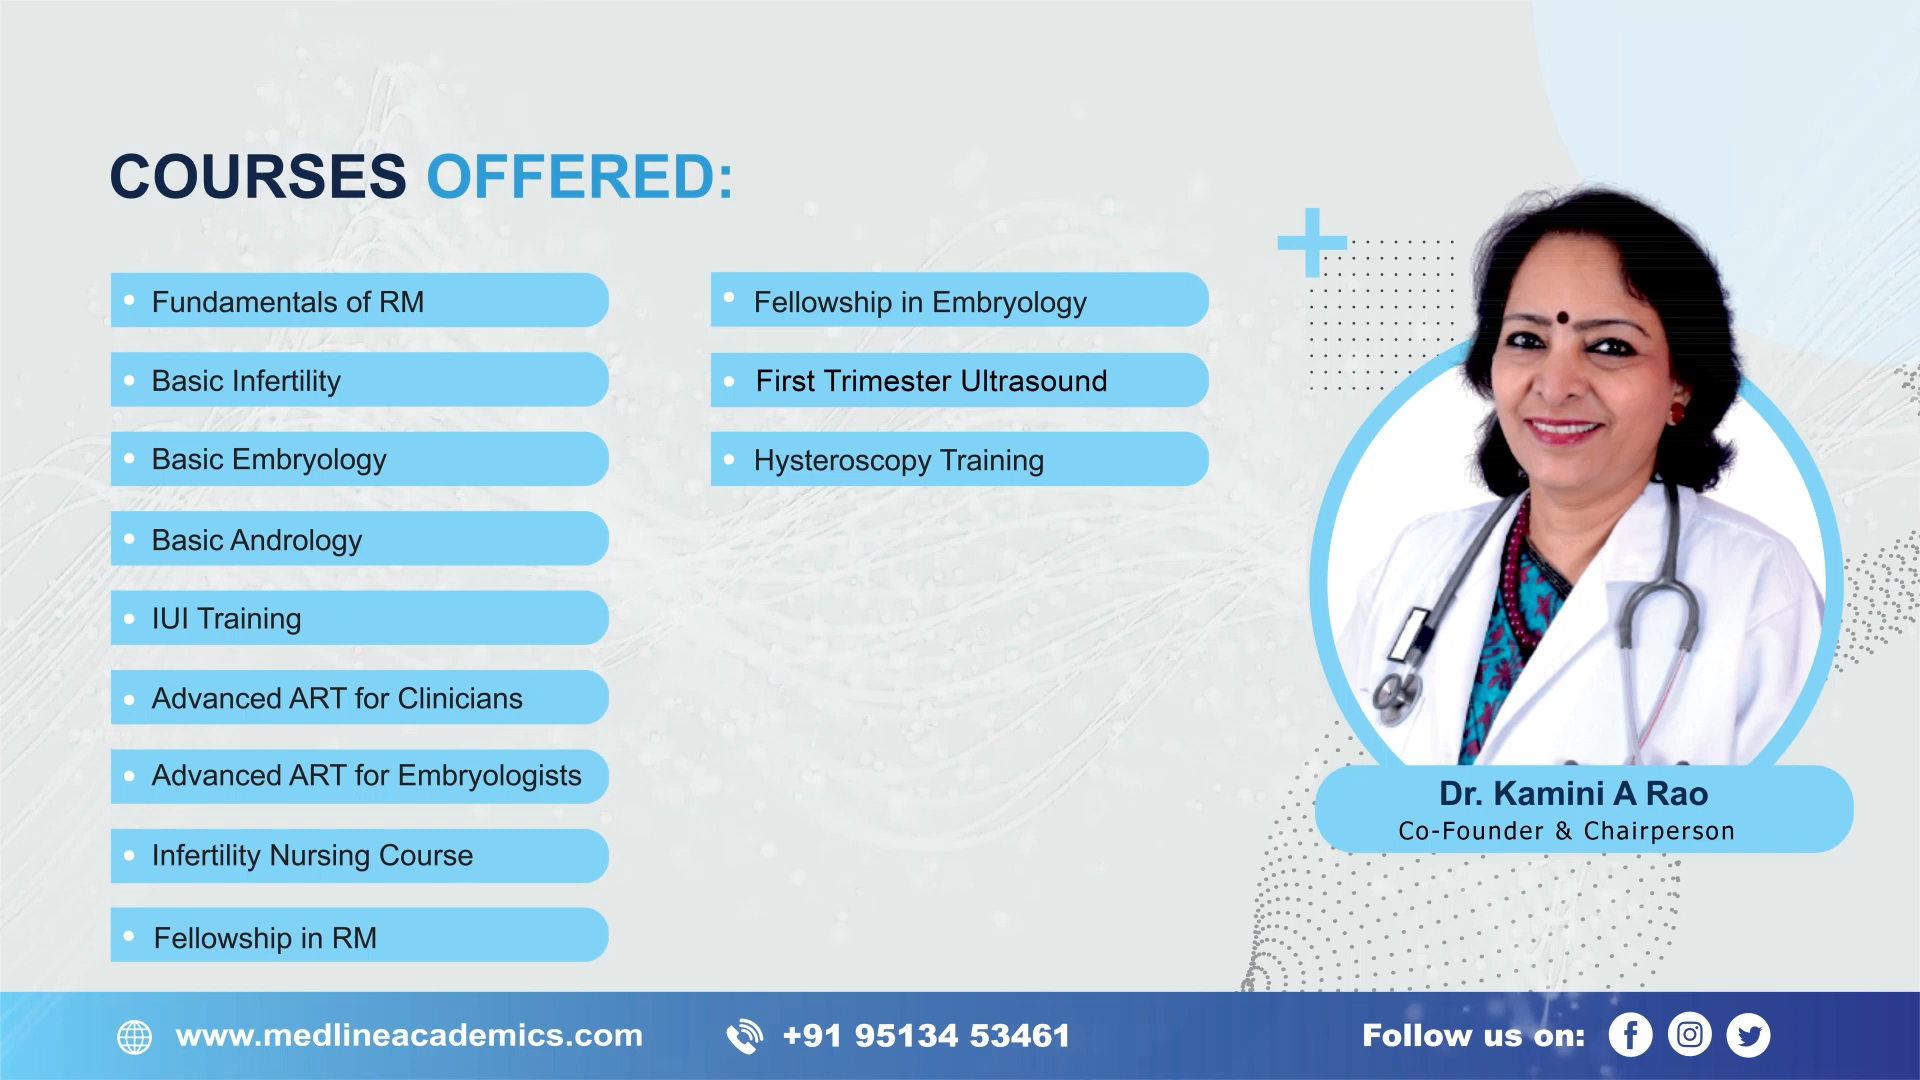 COURSES OFFERED:
Fundamentals of RM
Basic Infertility
Basic Embryology
Basic Andrology
IUI Training
Advanced ART for Clinicians
Advanced ART for Embryologists
Infertility Nursing Course
Fellowship in RM
Fellowship in Embryology
First Trimester Ultrasound
Hysteroscopy Training
Dr. Kamini A Rao
Co-Founder & Chairperson
www.medlineacademics.com
+91 95134 53461
Follow us on: